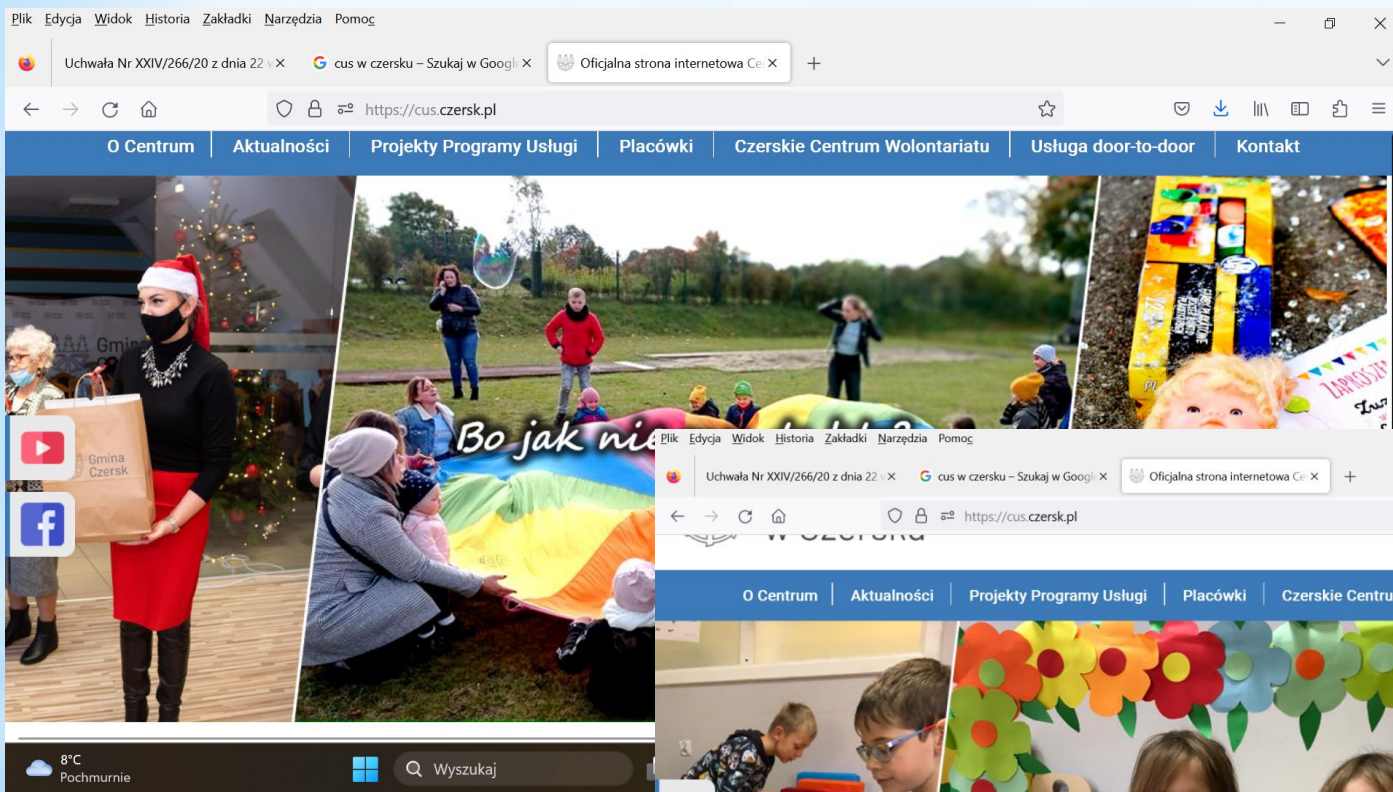 Plik Edycja Widok Historia Zakładki Narzędzia Pomoc
Uchwała Nr XXIV/266/20 z dnia 22 cus w czersku – Szukaj w Google Oficjalna strona internetowa Ce
https://cus.czersk.pl
O Centrum Aktualności Projekty Programy Usługi Placówki Czerskie Centrum Wolontariatu Usługa door-to-door Kontakt
Gmina
Gmina
Czersk
Bo jak nie
Plik Edycja Widok Historia Zakładki Narzędzia Pomoc
Uchwała Nr XXIV/266/20 z dnia 22 cus w czersku – Szukaj w Google Oficjalna strona internetowa Ce
https://cus.czersk.pl
w Czersku
O Centrum Aktualności Projekty Programy Usługi Placówki Czerskie Centru
8°C
Pochmurnie
Wyszukaj